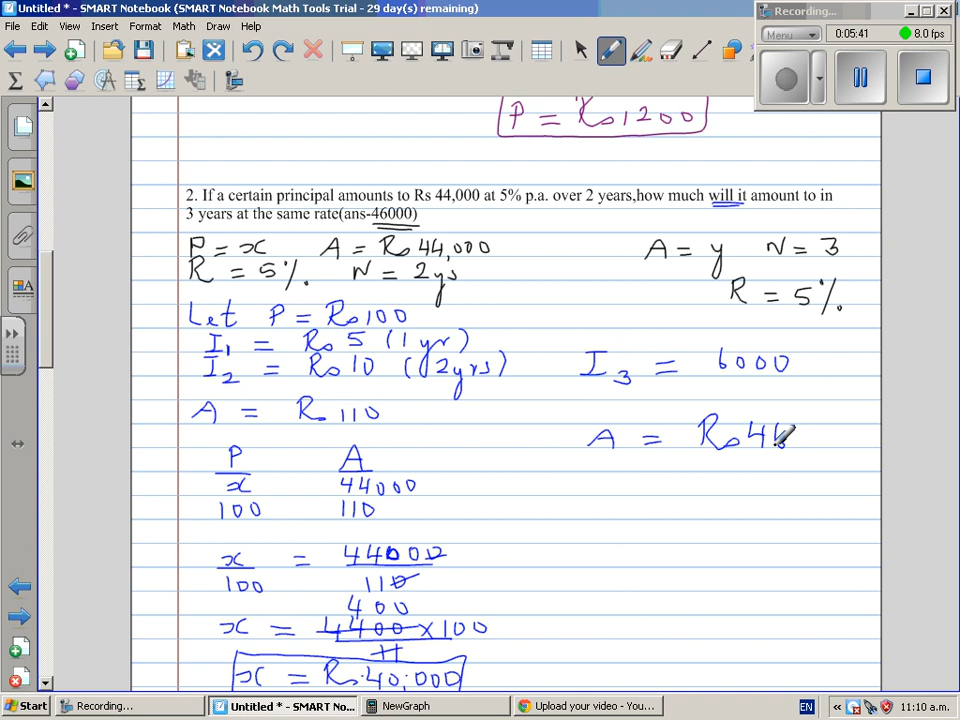 Untitled * - SMART Notebook (SMART Notebook Math Tools Trial - 29 day(s) remaining)
File Edit View Insert Format Math Draw Help
Recording...
Menu 0:05:41 8.0 fps
P = Rs 1200
2. If a certain principal amounts to Rs 44,000 at 5% p.a. over 2 years,how much will it amount to in
3 years at the same rate(ans-46000)
P = x A = Rs 44,000
R = 5% N = 2 yrs
A = y N = 3
R = 5%
Let P = Rs 100
I1 = Rs 5 (1 yr)
I2 = Rs 10 (2yrs)
A = Rs 110
P A
x 44000
100 110
x = 44000
100 110
400
x = 4400 x 100
11
x = Rs. 40,000
I3 = 6000
A = Rs 46
Start Recording... Untitled * - SMART No... NewGraph Upload your video - You... EN 11:10 a.m.